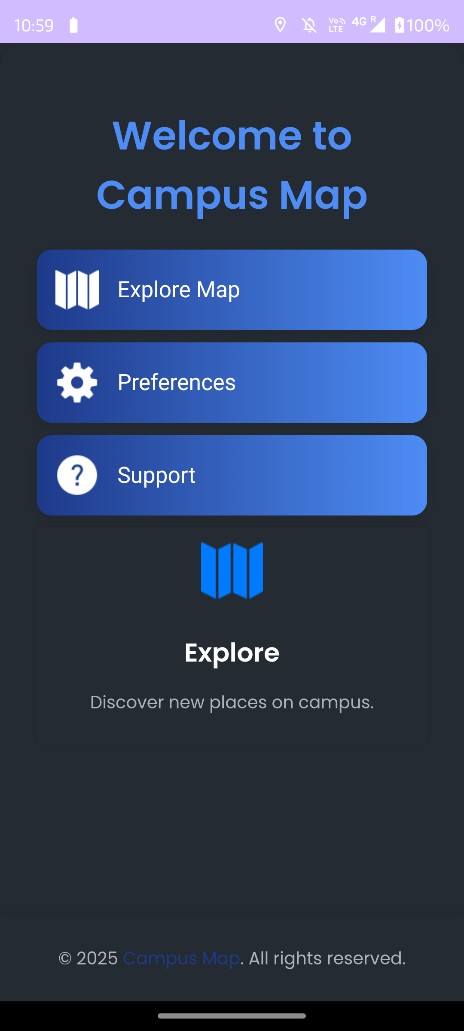 10:59 Vo LTE 4G R 100%
Welcome to
Campus Map
Explore Map
Preferences
? Support
Explore
Discover new places on campus.
© 2025 Campus Map. All rights reserved.